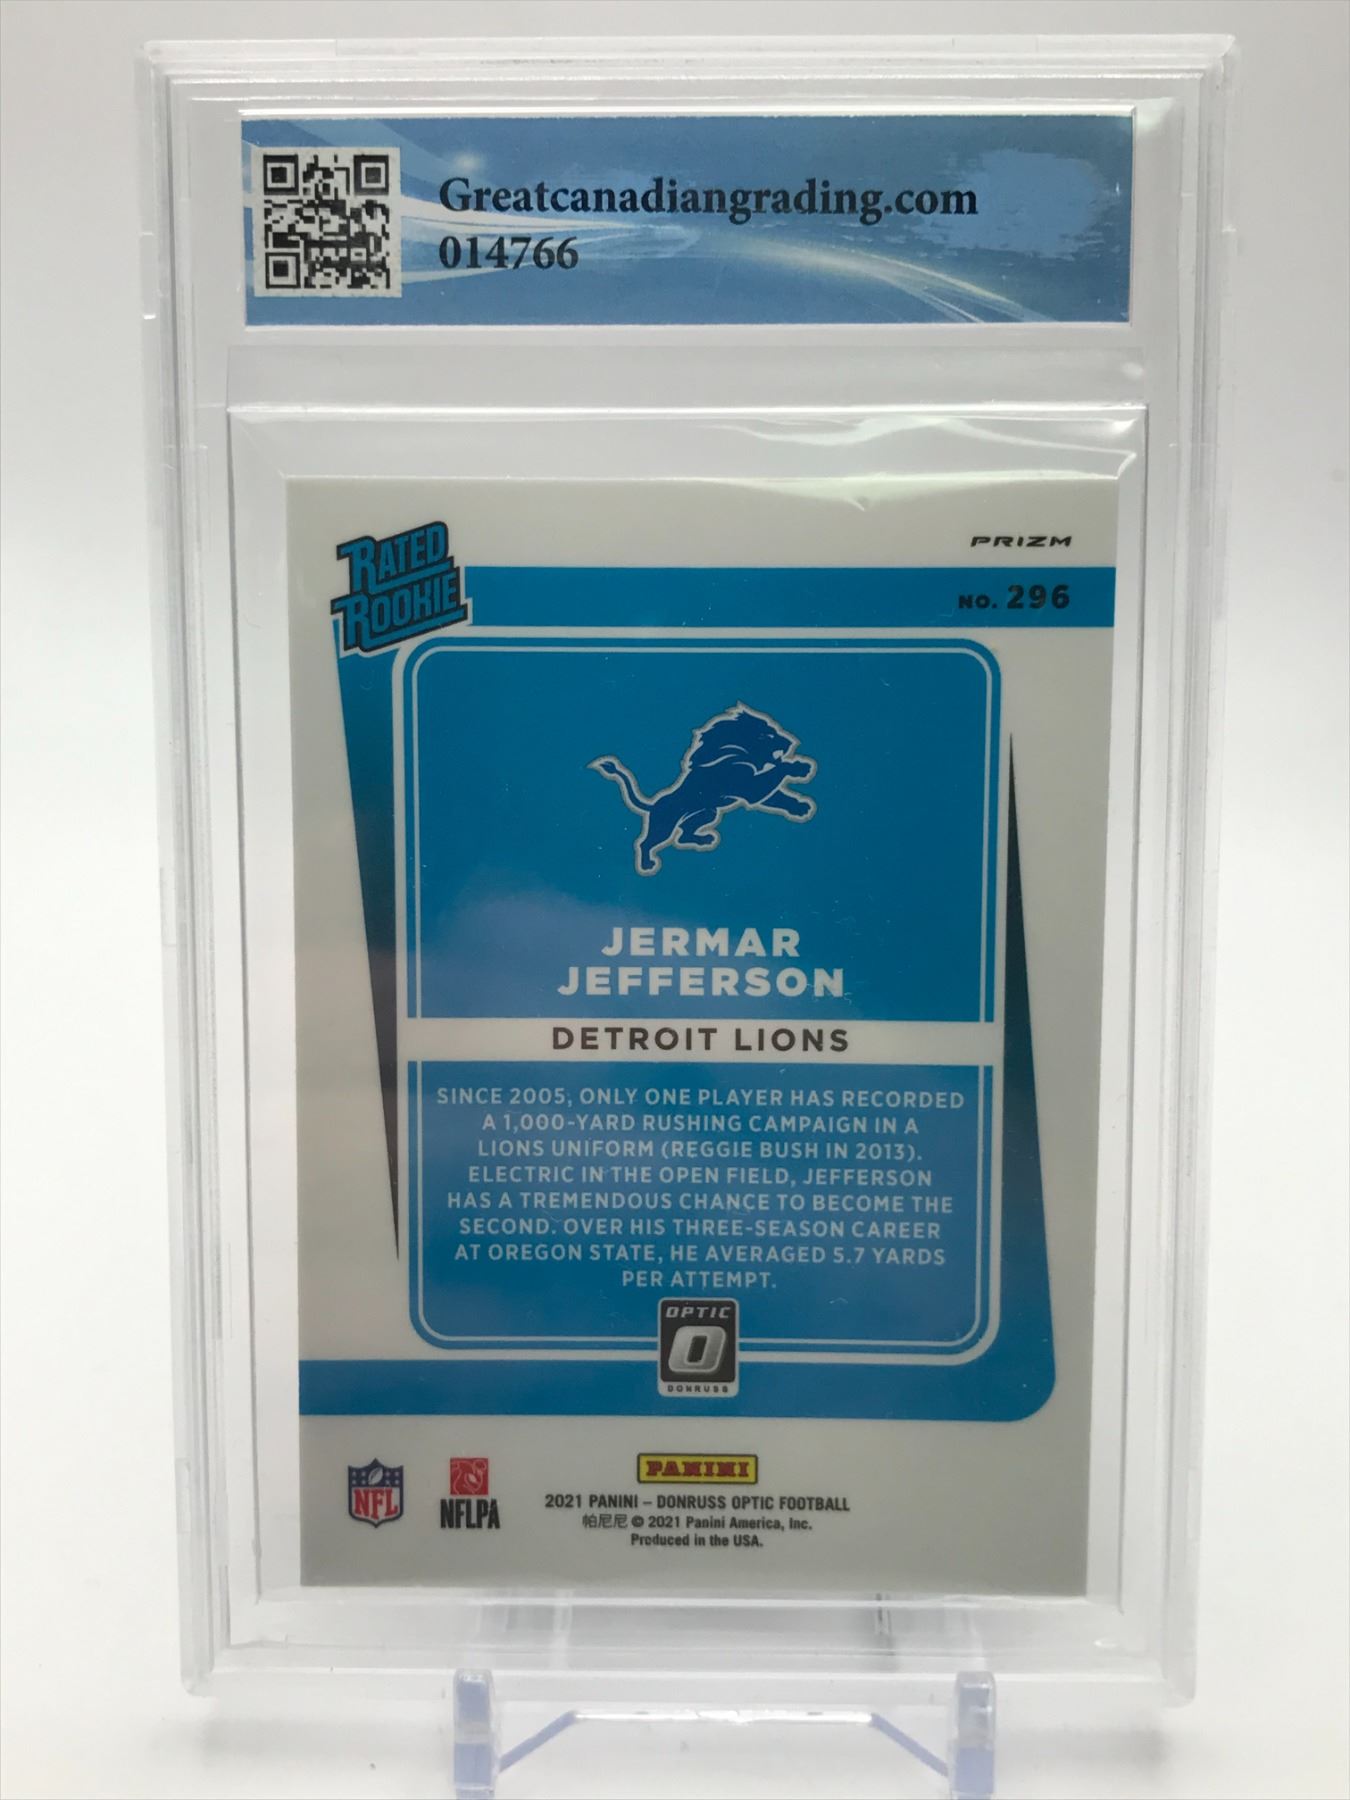 Greatcanadiangrading.com
014766
PRIZM
RATED
ROOKIE
NO. 296
JERMAR
JEFFERSON
DETROIT LIONS
SINCE 2005, ONLY ONE PLAYER HAS RECORDED
A 1,000-YARD RUSHING CAMPAIGN IN A
LIONS UNIFORM (REGGIE BUSH IN 2013).
ELECTRIC IN THE OPEN FIELD, JEFFERSON
HAS A TREMENDOUS CHANCE TO BECOME THE
SECOND. OVER HIS THREE-SEASON CAREER
AT OREGON STATE, HE AVERAGED 5.7 YARDS
PER ATTEMPT.
OPTIC
O
DONRUSS
PANINI
NFL
NFLPA
2021 PANINI – DONRUSS OPTIC FOOTBALL
帕尼尼 © 2021 Panini America, Inc.
Produced in the USA.